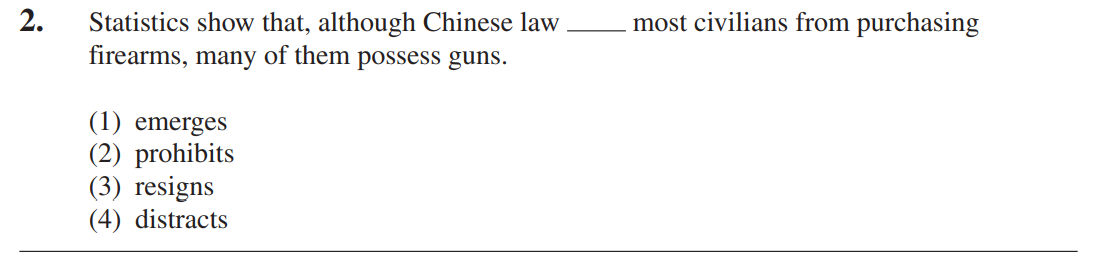 2. Statistics show that, although Chinese law _____ most civilians from purchasing
firearms, many of them possess guns.
(1) emerges
(2) prohibits
(3) resigns
(4) distracts